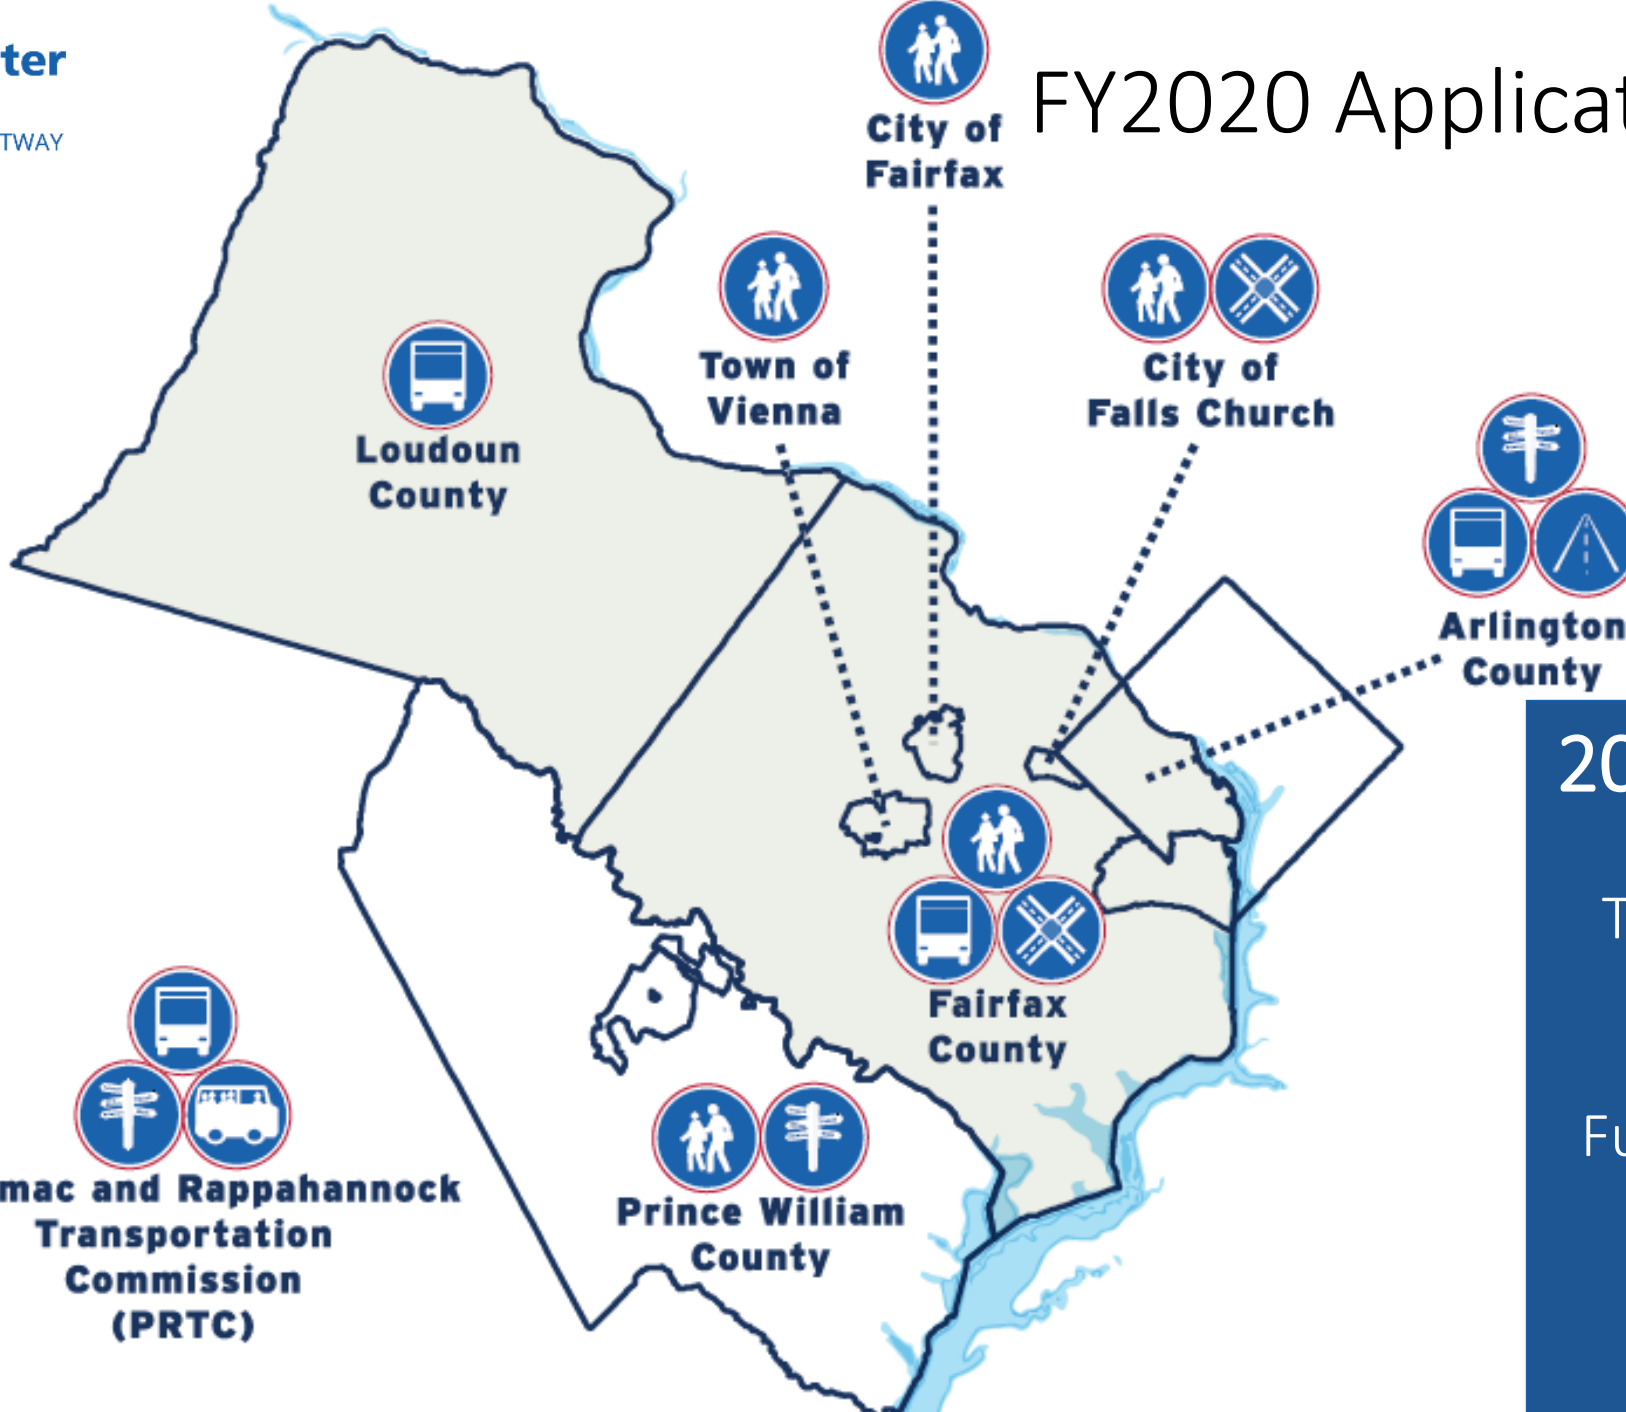 ter
TWAY
FY2020 Applicat
City of
Fairfax
Town of
Vienna
City of
Falls Church
Loudoun
County
Arlington
County
20
T
Fu
Fairfax
County
mac and Rappahannock
Transportation
Commission
(PRTC)
Prince William
County